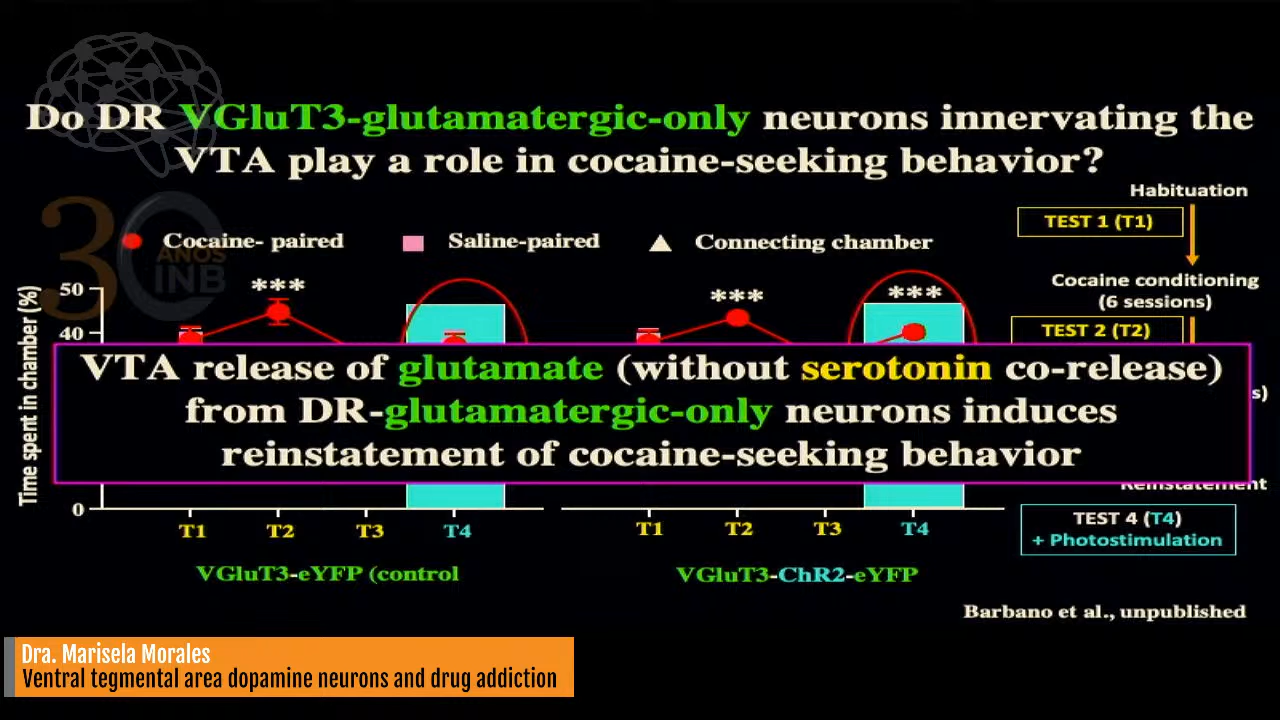 Do DR VGluT3-glutamatergic-only neurons innervating the
VTA play a role in cocaine-seeking behavior?
30
AÑOS
INB
Cocaine- paired
Saline-paired
Connecting chamber
Time spent in chamber (%)
50
40
0
***
***
***
VTA release of glutamate (without serotonin co-release)
from DR-glutamatergic-only neurons induces
reinstatement of cocaine-seeking behavior
T1 T2 T3 T4
T1 T2 T3 T4
VGluT3-eYFP (control
VGluT3-ChR2-eYFP
Habituation
TEST 1 (T1)
Cocaine conditioning
(6 sessions)
TEST 2 (T2)
s)
Reinstatement
TEST 4 (T4)
+ Photostimulation
Barbano et al., unpublished
Dra. Marisela Morales
Ventral tegmental area dopamine neurons and drug addiction